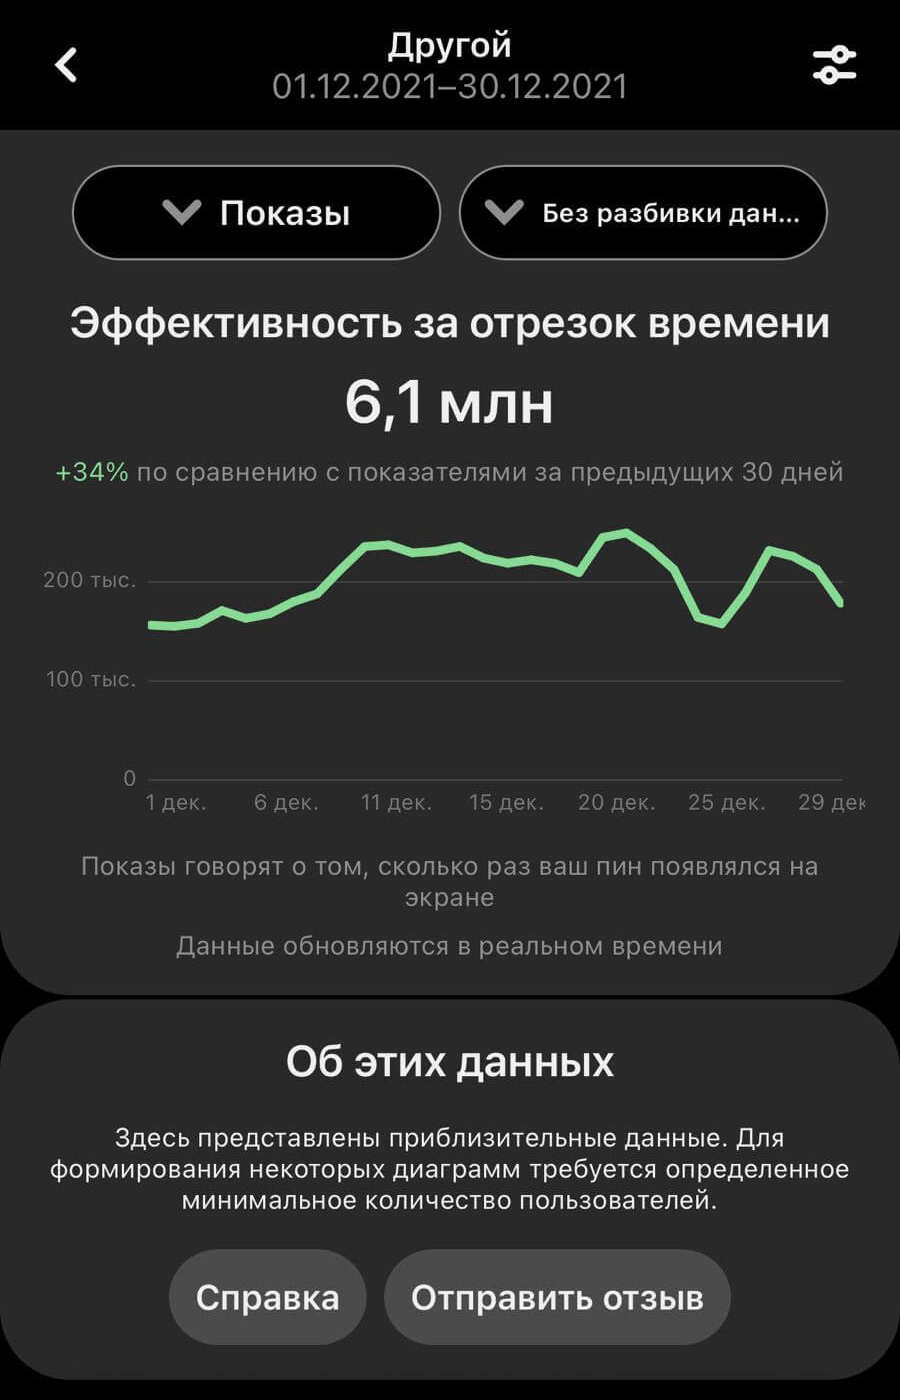 Другой
01.12.2021–30.12.2021
Показы
Без разбивки дан...
Эффективность за отрезок времени
6,1 млн
+34% по сравнению с показателями за предыдущих 30 дней
200 тыс.
100 тыс.
0
1 дек. 6 дек. 11 дек. 15 дек. 20 дек. 25 дек. 29 дек
Показы говорят о том, сколько раз ваш пин появлялся на
экране
Данные обновляются в реальном времени
Об этих данных
Здесь представлены приблизительные данные. Для
формирования некоторых диаграмм требуется определенное
минимальное количество пользователей.
Справка
Отправить отзыв